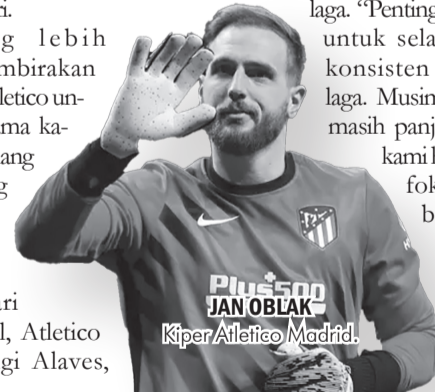 ri.
g lebih
mbirakan
letico un-
ma ka-
ang
g
ari
l, Atletico
gi Alaves,
laga. “Penting
untuk sela
konsisten
laga. Musin
masih panj
kami l
fok
b
Plus500
JAN OBLAK
Kiper Atletico Madrid.